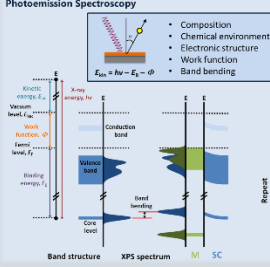 Photoemission Spectroscopy
• Composition
• Chemical environment
• Electronic structure
• Work function
• Band bending
E_kin = hν – E_B – Φ
E
E
E
Kinetic
energy, E_kin
X-ray
energy, hν
Vacuum
level, E_vac
Work
function, Φ
Fermi
level, E_F
Conduction
band
Valence
band
Binding
energy, E_B
Band
bending
Core
level
Band structure
XPS spectrum
M
SC
Repeat